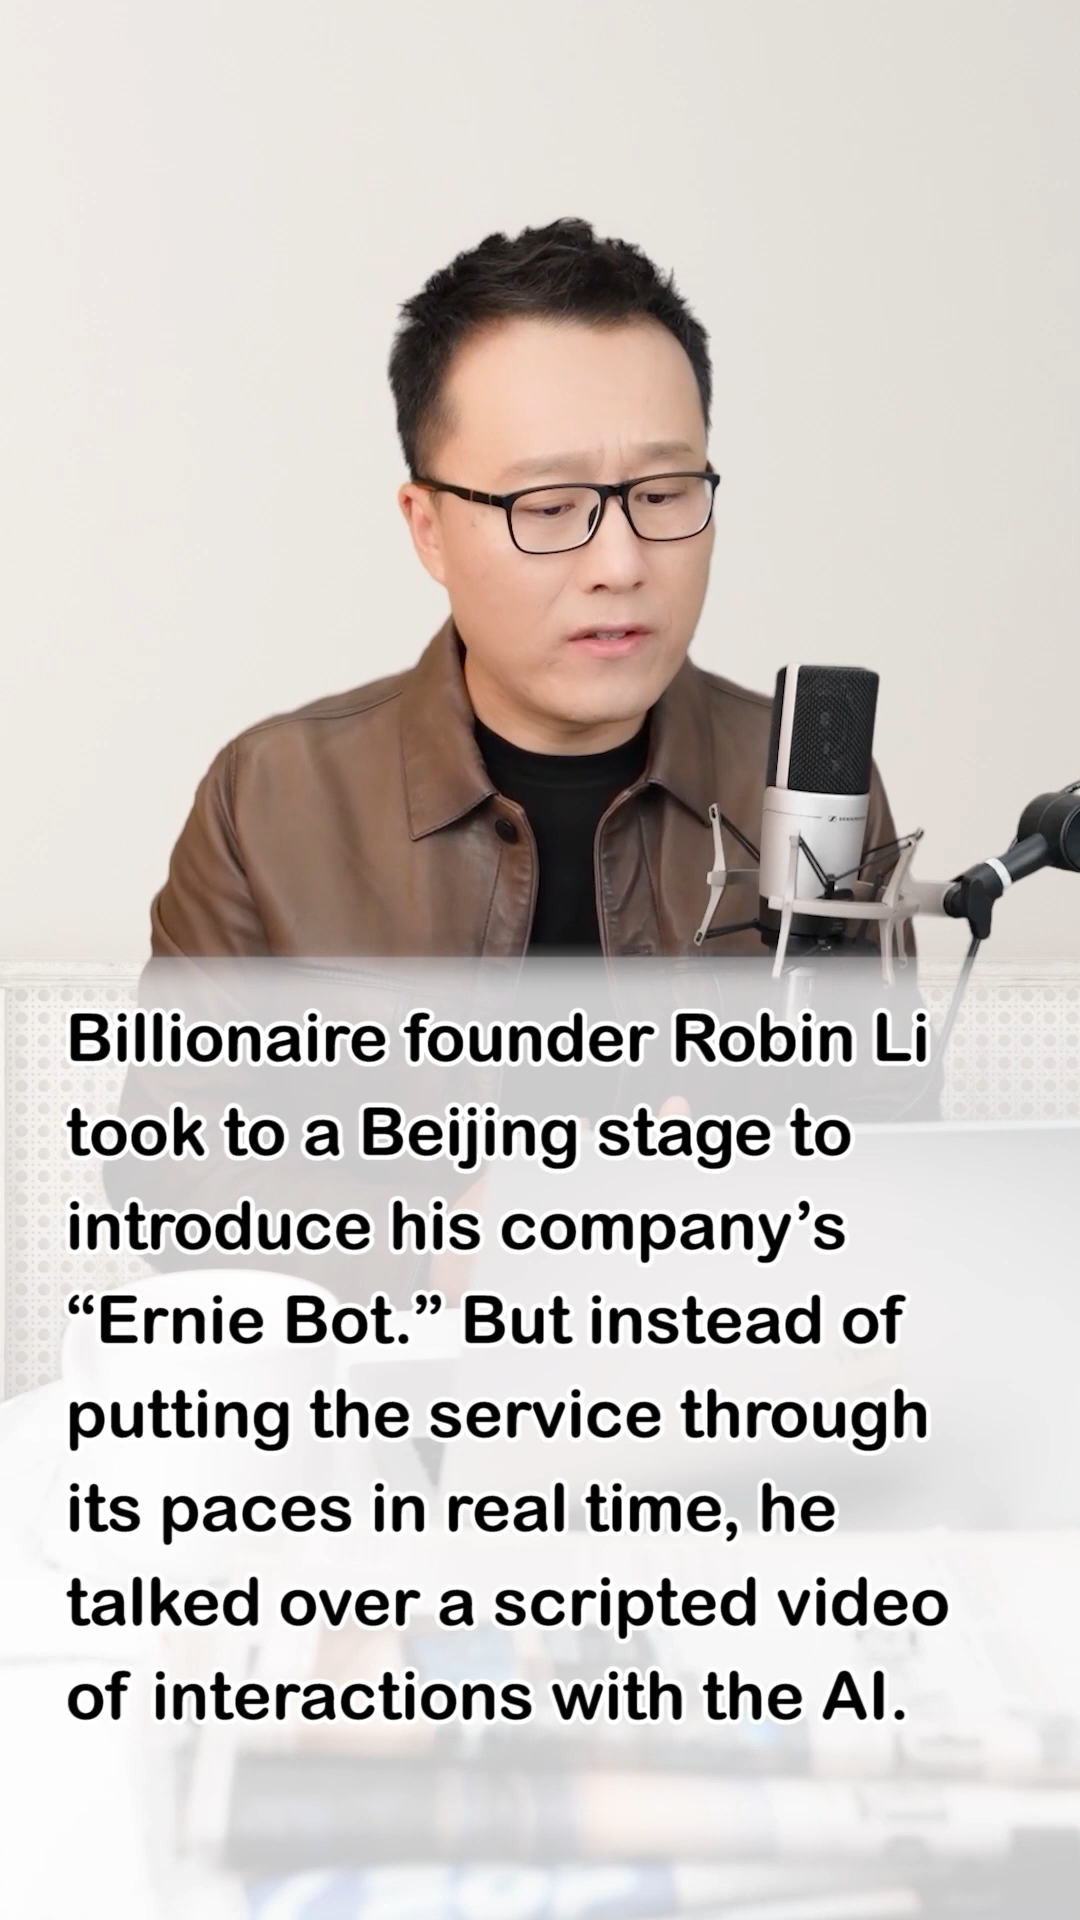 Billionaire founder Robin Li
took to a Beijing stage to
introduce his company’s
“Ernie Bot.” But instead of
putting the service through
its paces in real time, he
talked over a scripted video
of interactions with the AI.